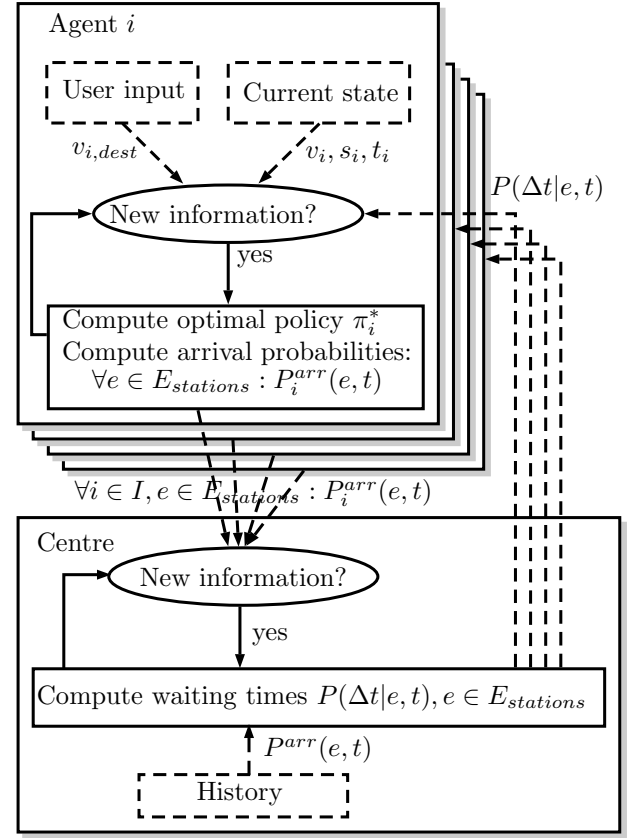 Agent i
User input
Current state
v_{i,dest}
v_i, s_i, t_i
P(Δt|e, t)
New information?
yes
Compute optimal policy π_i^*
Compute arrival probabilities:
∀e ∈ E_{stations} : P_i^{arr}(e, t)
∀i ∈ I, e ∈ E_{stations} : P_i^{arr}(e, t)
Centre
New information?
yes
Compute waiting times P(Δt|e, t), e ∈ E_{stations}
P^{arr}(e, t)
History